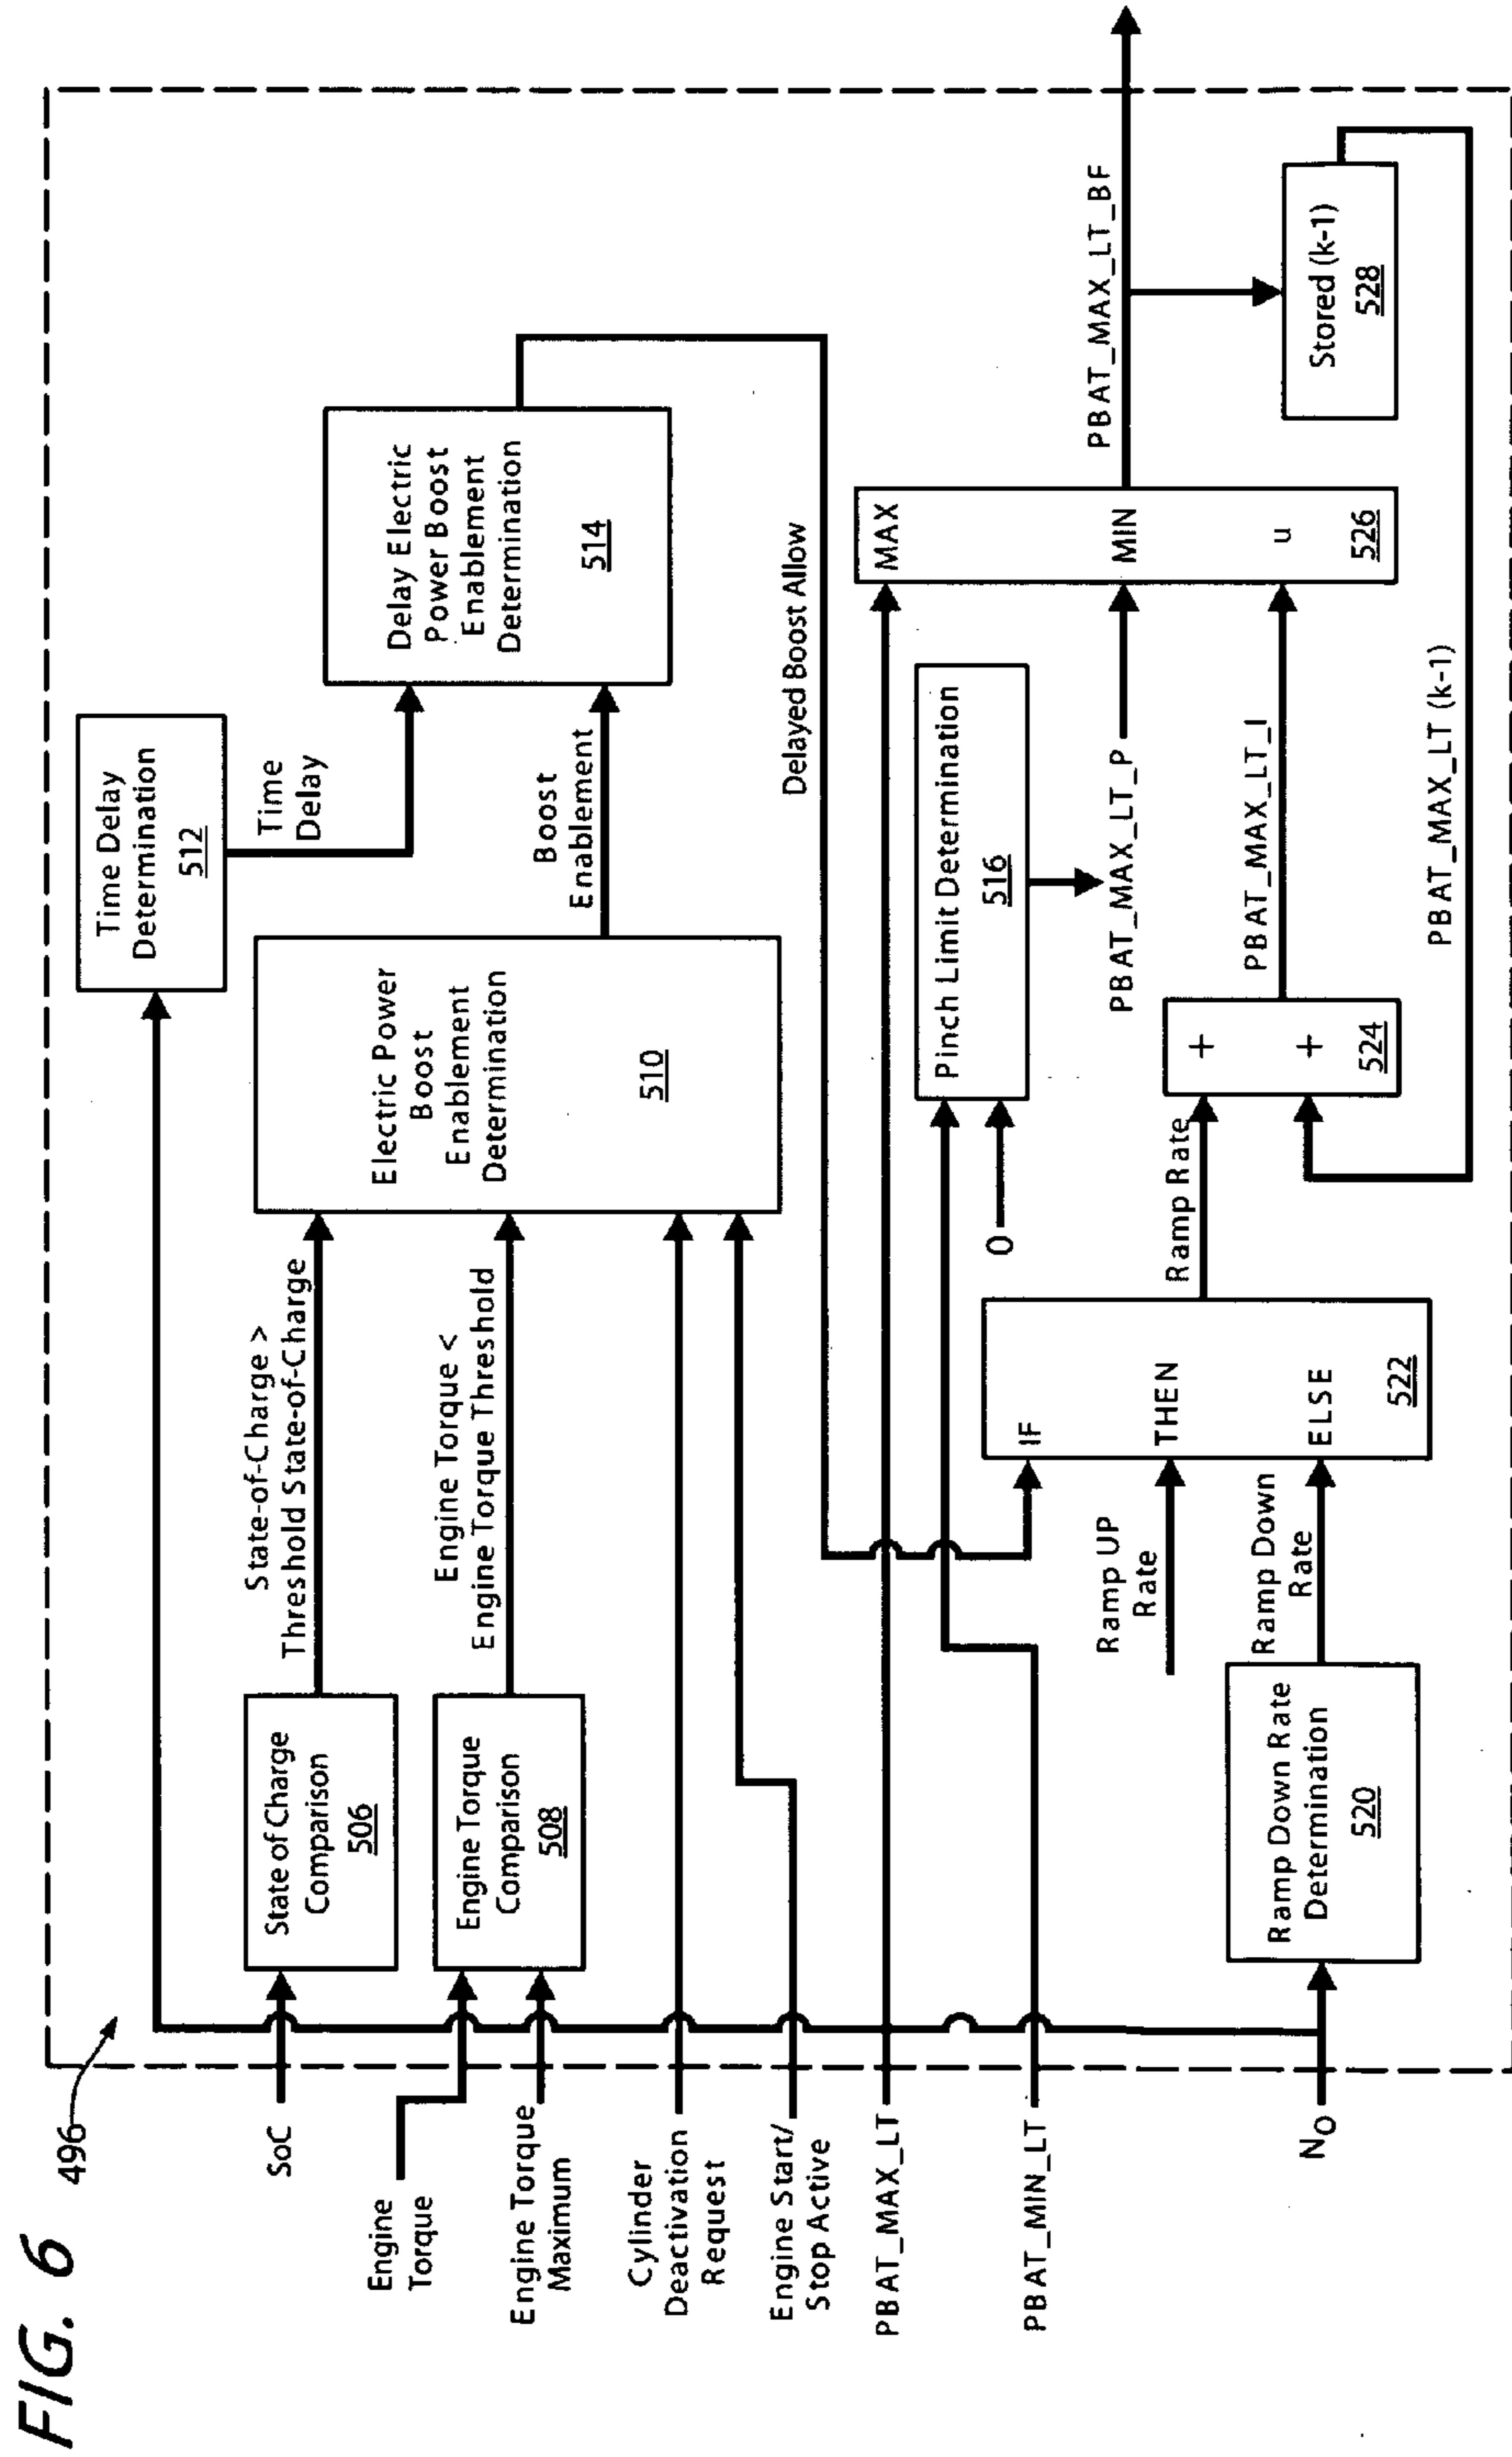 FIG. 6
496
SoC
Engine
Torque
Engine Torque
Maximum
Cylinder
Deactivation
Request
Engine Start/
Stop Active
PBAT_MAX_LT
PBAT_MIN_LT
NO
State of Charge
Comparison
506
Engine Torque
Comparison
508
State-of-Charge >
Threshold State-of-Charge
Engine Torque <
Engine Torque Threshold
Electric Power
Boost
Enablement
Determination
510
Time Delay
Determination
512
Time
Delay
Boost
Enablement
Delay Electric
Power Boost
Enablement
Determination
514
Delayed Boost Allow
Ramp Down Rate
Determination
520
Ramp UP
Rate
Ramp Down
Rate
IF
THEN
ELSE
522
Ramp Rate
0
Pinch Limit Determination
516
PBAT_MAX_LT_P
+
+
524
PBAT_MAX_LT_I
PBAT_MAX_LT (k-1)
MAX
MIN
u
526
PBAT_MAX_LT_BF
Stored (k-1)
528